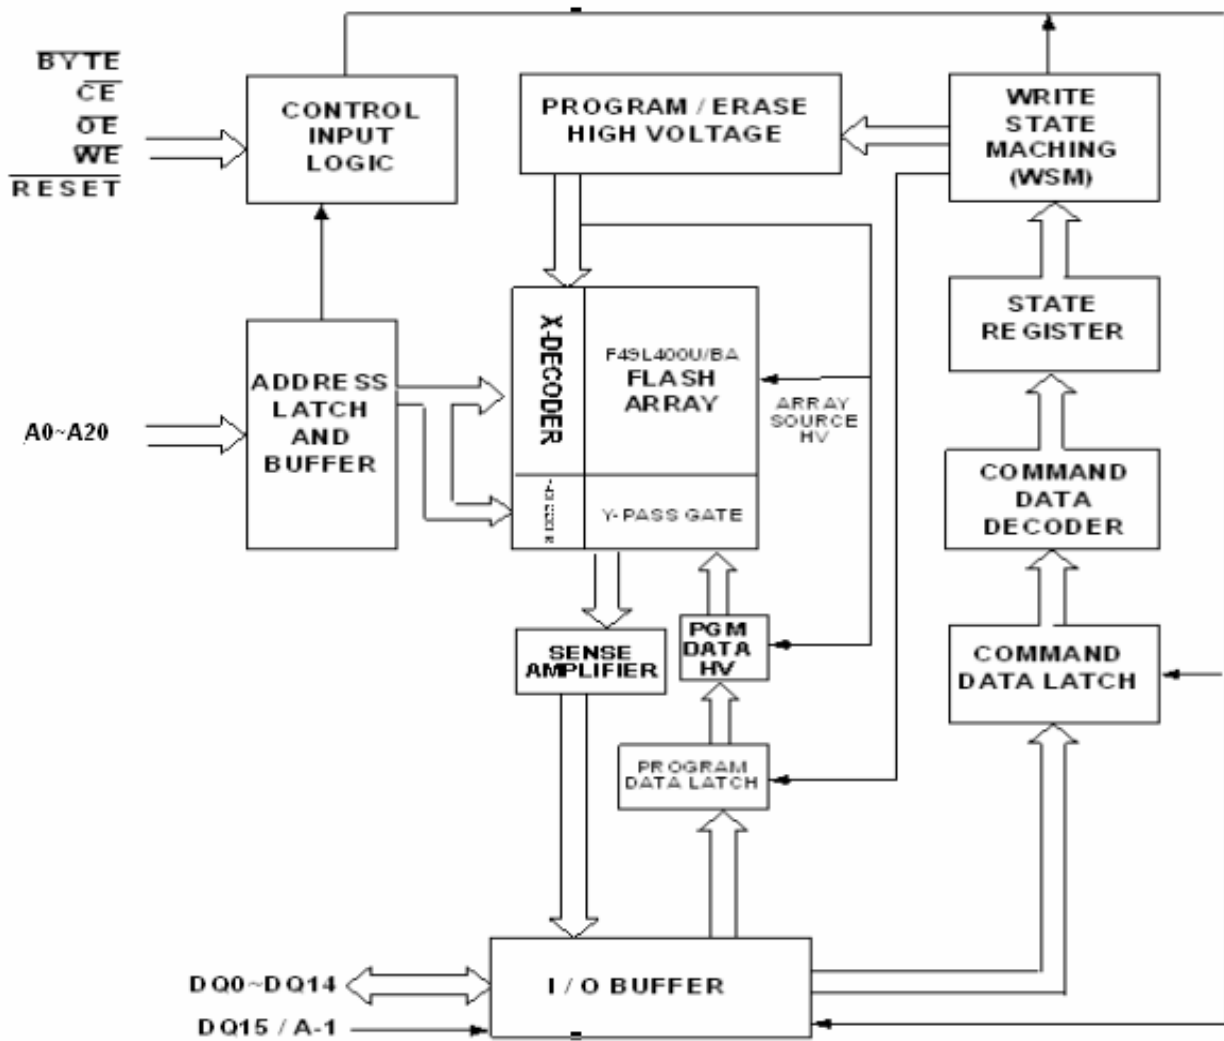 BYTE
CE
OE
WE
RESET
CONTROL
INPUT
LOGIC
PROGRAM / ERASE
HIGH VOLTAGE
WRITE
STATE
MACHING
(WSM)
STATE
REGISTER
ADDRESS
LATCH
AND
BUFFER
A0~A20
X-DECODER
F49L400U/BA
FLASH
ARRAY
ARRAY
SOURCE
HV
Y-PASS GATE
COMMAND
DATA
DECODER
SENSE
AMPLIFIER
PGM
DATA
HV
COMMAND
DATA LATCH
PROGRAM
DATA LATCH
DQ0~DQ14
I / O BUFFER
DQ15 / A-1